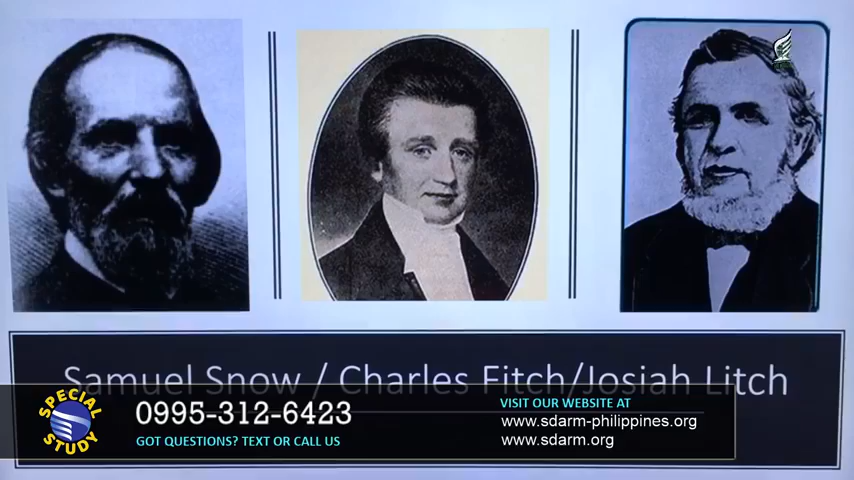 Samuel Snow / Charles Fitch/Josiah Litch
SPECIAL STUDY
0995-312-6423
GOT QUESTIONS? TEXT OR CALL US
VISIT OUR WEBSITE AT
www.sdarm-philippines.org
www.sdarm.org